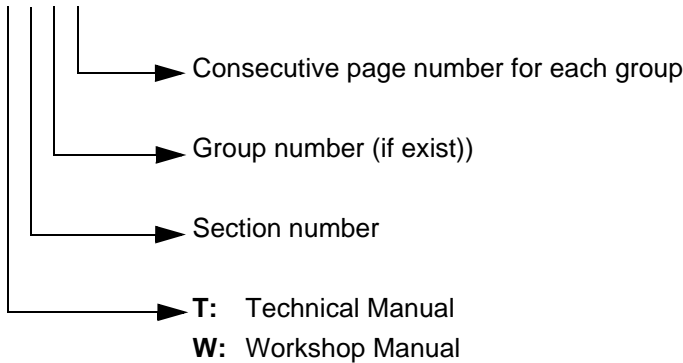 Consecutive page number for each group
Group number (if exist))
Section number
T: Technical Manual
W: Workshop Manual